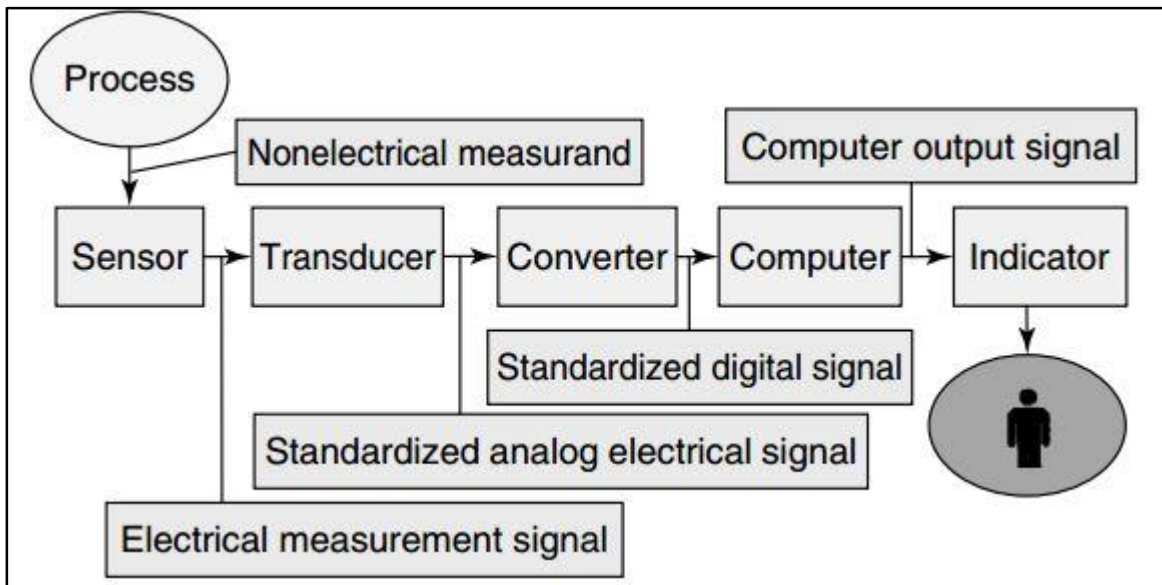 Process
Nonelectrical measurand
Computer output signal
Sensor
Transducer
Converter
Computer
Indicator
Standardized digital signal
Standardized analog electrical signal
Electrical measurement signal